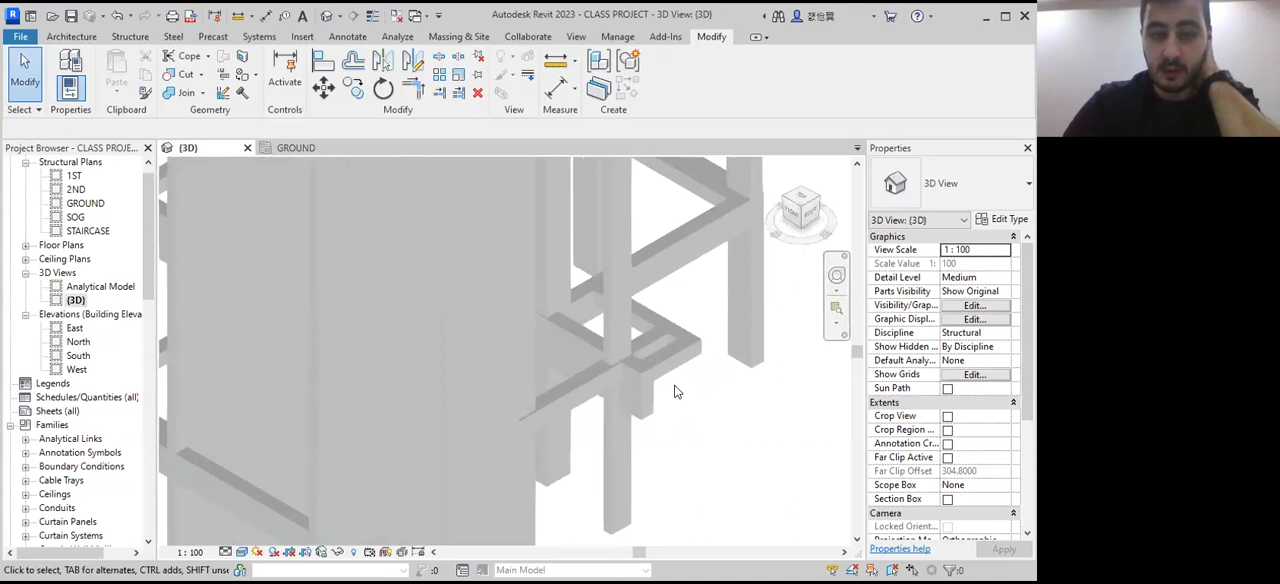 Autodesk Revit 2023 - CLASS PROJECT - 3D View: {3D}
File Architecture Structure Steel Precast Systems Insert Annotate Analyze Massing & Site Collaborate View Manage Add-Ins Modify
Modify Paste Cope Cut Join Activate
Select Properties Clipboard Geometry Controls Modify View Measure Create
Project Browser - CLASS PROJE...
{3D} GROUND
Properties
Structural Plans
1ST
2ND
GROUND
SOG
STAIRCASE
Floor Plans
Ceiling Plans
3D Views
Analytical Model
{3D}
Elevations (Building Eleva
East
North
South
West
Legends
Schedules/Quantities (all)
Sheets (all)
Families
Analytical Links
Annotation Symbols
Boundary Conditions
Cable Trays
Ceilings
Conduits
Curtain Panels
Curtain Systems
TOP
RIGHT
3D View
3D View: {3D} Edit Type
Graphics
View Scale 1 : 100
Scale Value 1: 100
Detail Level Medium
Parts Visibility Show Original
Visibility/Grap... Edit...
Graphic Displ... Edit...
Discipline Structural
Show Hidden ... By Discipline
Default Analy... None
Show Grids Edit...
Sun Path
Extents
Crop View
Crop Region ...
Annotation Cr...
Far Clip Active
Far Clip Offset 304.8000
Scope Box None
Section Box
Camera
Locked Orient...
Properties help Apply
1 : 100
Click to select, TAB for alternates, CTRL adds, SHIFT unse :0 Main Model :0